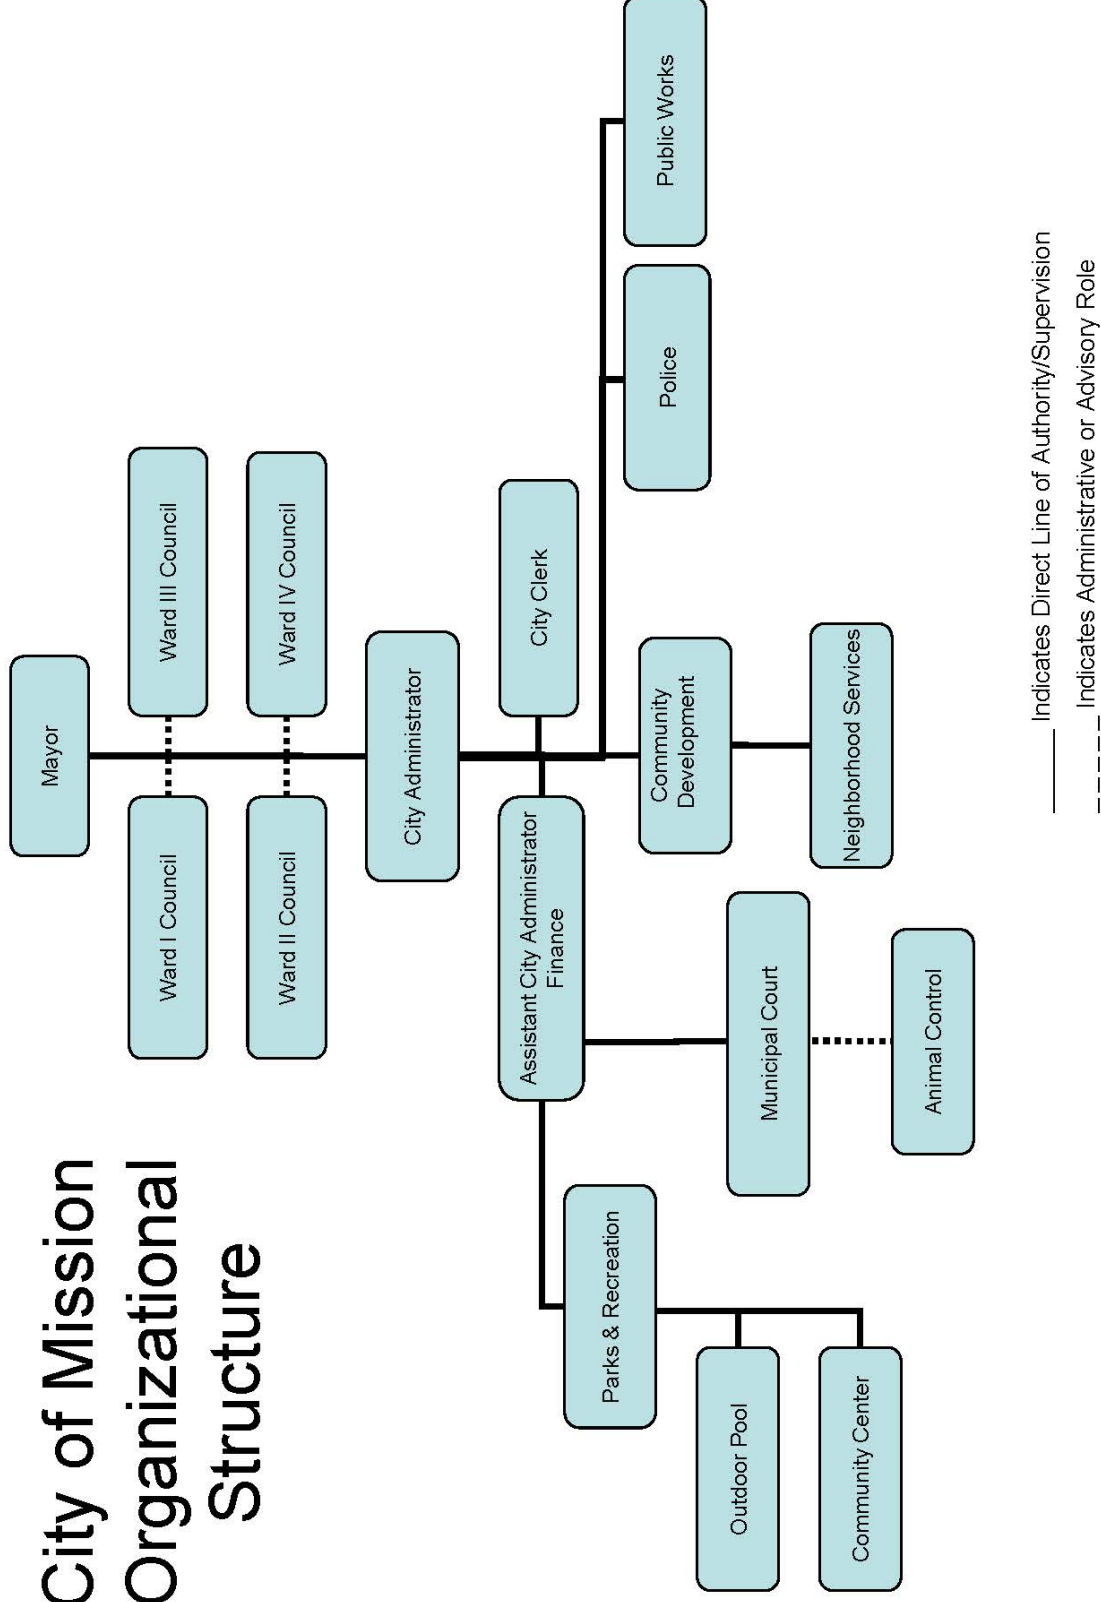 City of Mission
Organizational
Structure
Mayor
Ward I Council
Ward III Council
Ward II Council
Ward IV Council
City Administrator
Assistant City Administrator
Finance
City Clerk
Parks & Recreation
Community
Development
Police
Public Works
Outdoor Pool
Municipal Court
Neighborhood Services
Community Center
Animal Control
Indicates Direct Line of Authority/Supervision
Indicates Administrative or Advisory Role